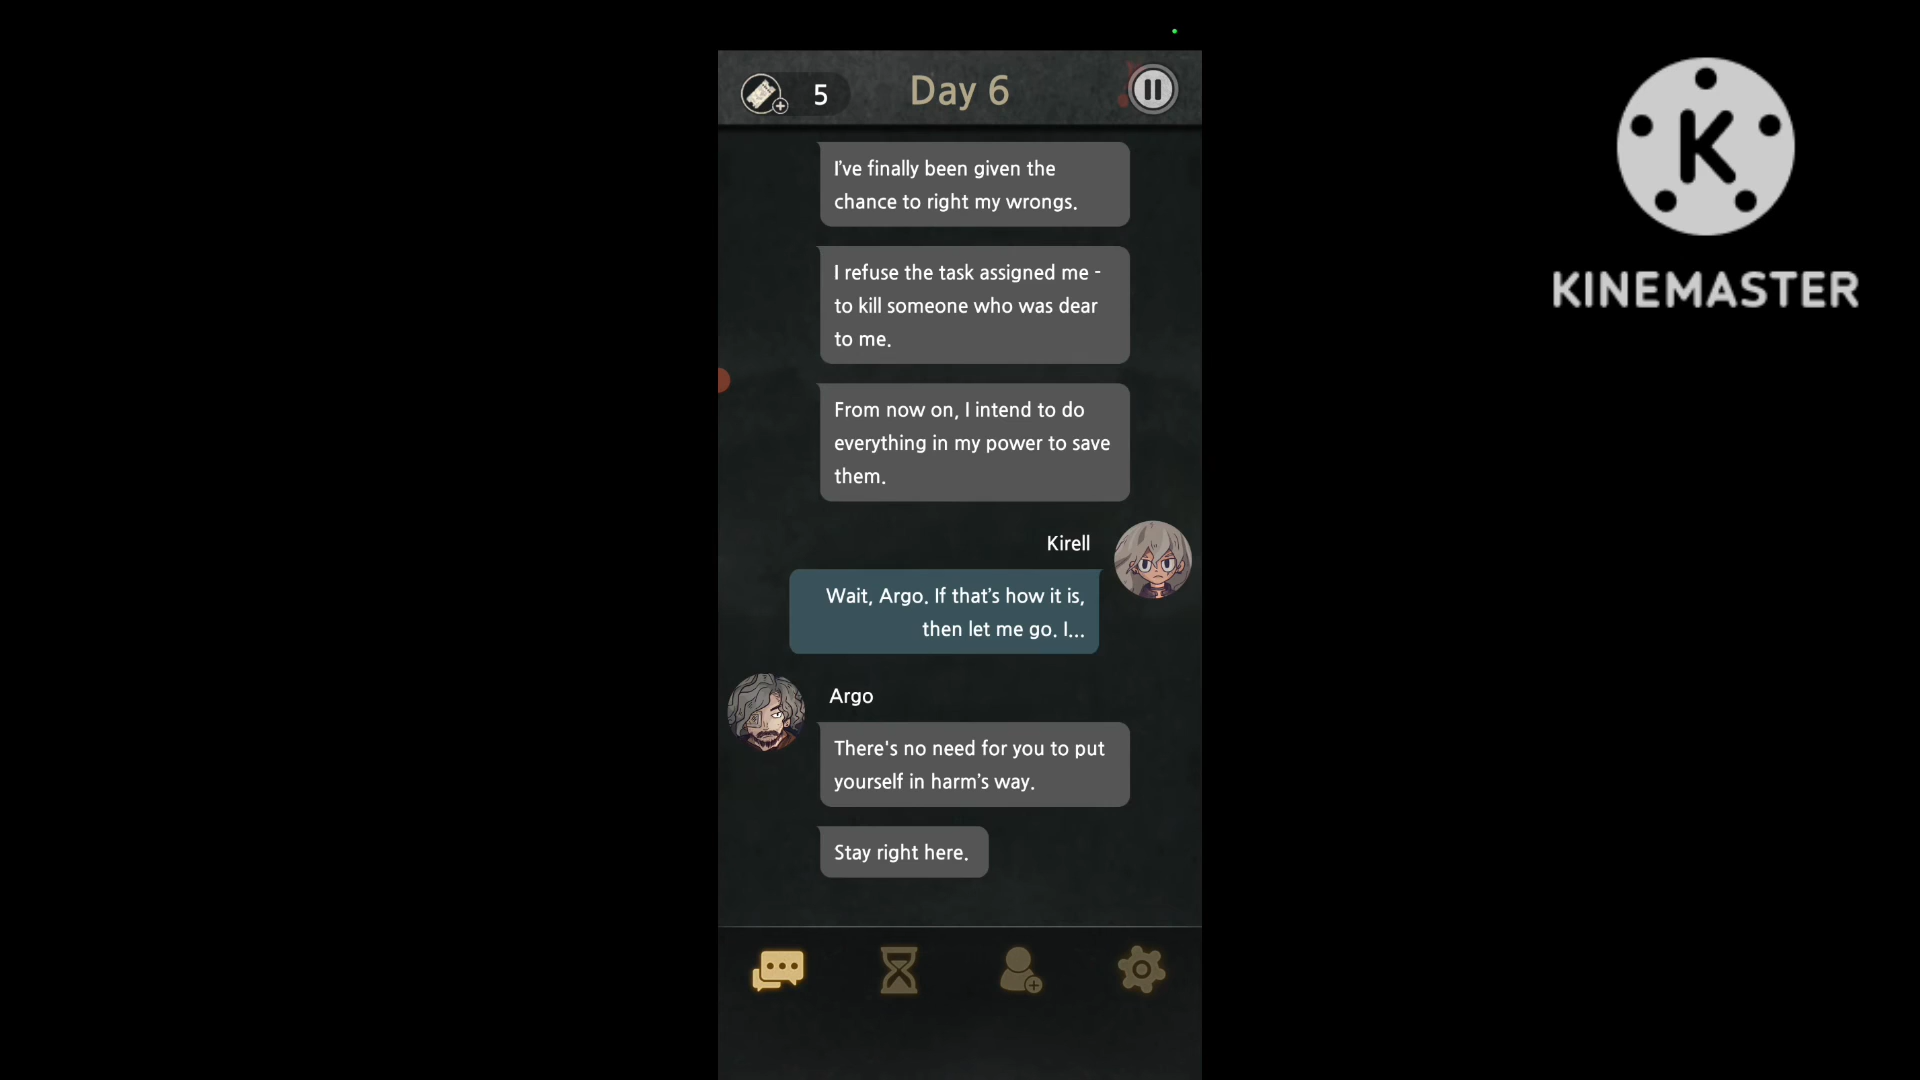 5
Day 6
I've finally been given the
chance to right my wrongs.
I refuse the task assigned me -
to kill someone who was dear
to me.
From now on, I intend to do
everything in my power to save
them.
Kirell
Wait, Argo. If that's how it is,
then let me go. I...
Argo
There's no need for you to put
yourself in harm's way.
Stay right here.
K
KINEMASTER